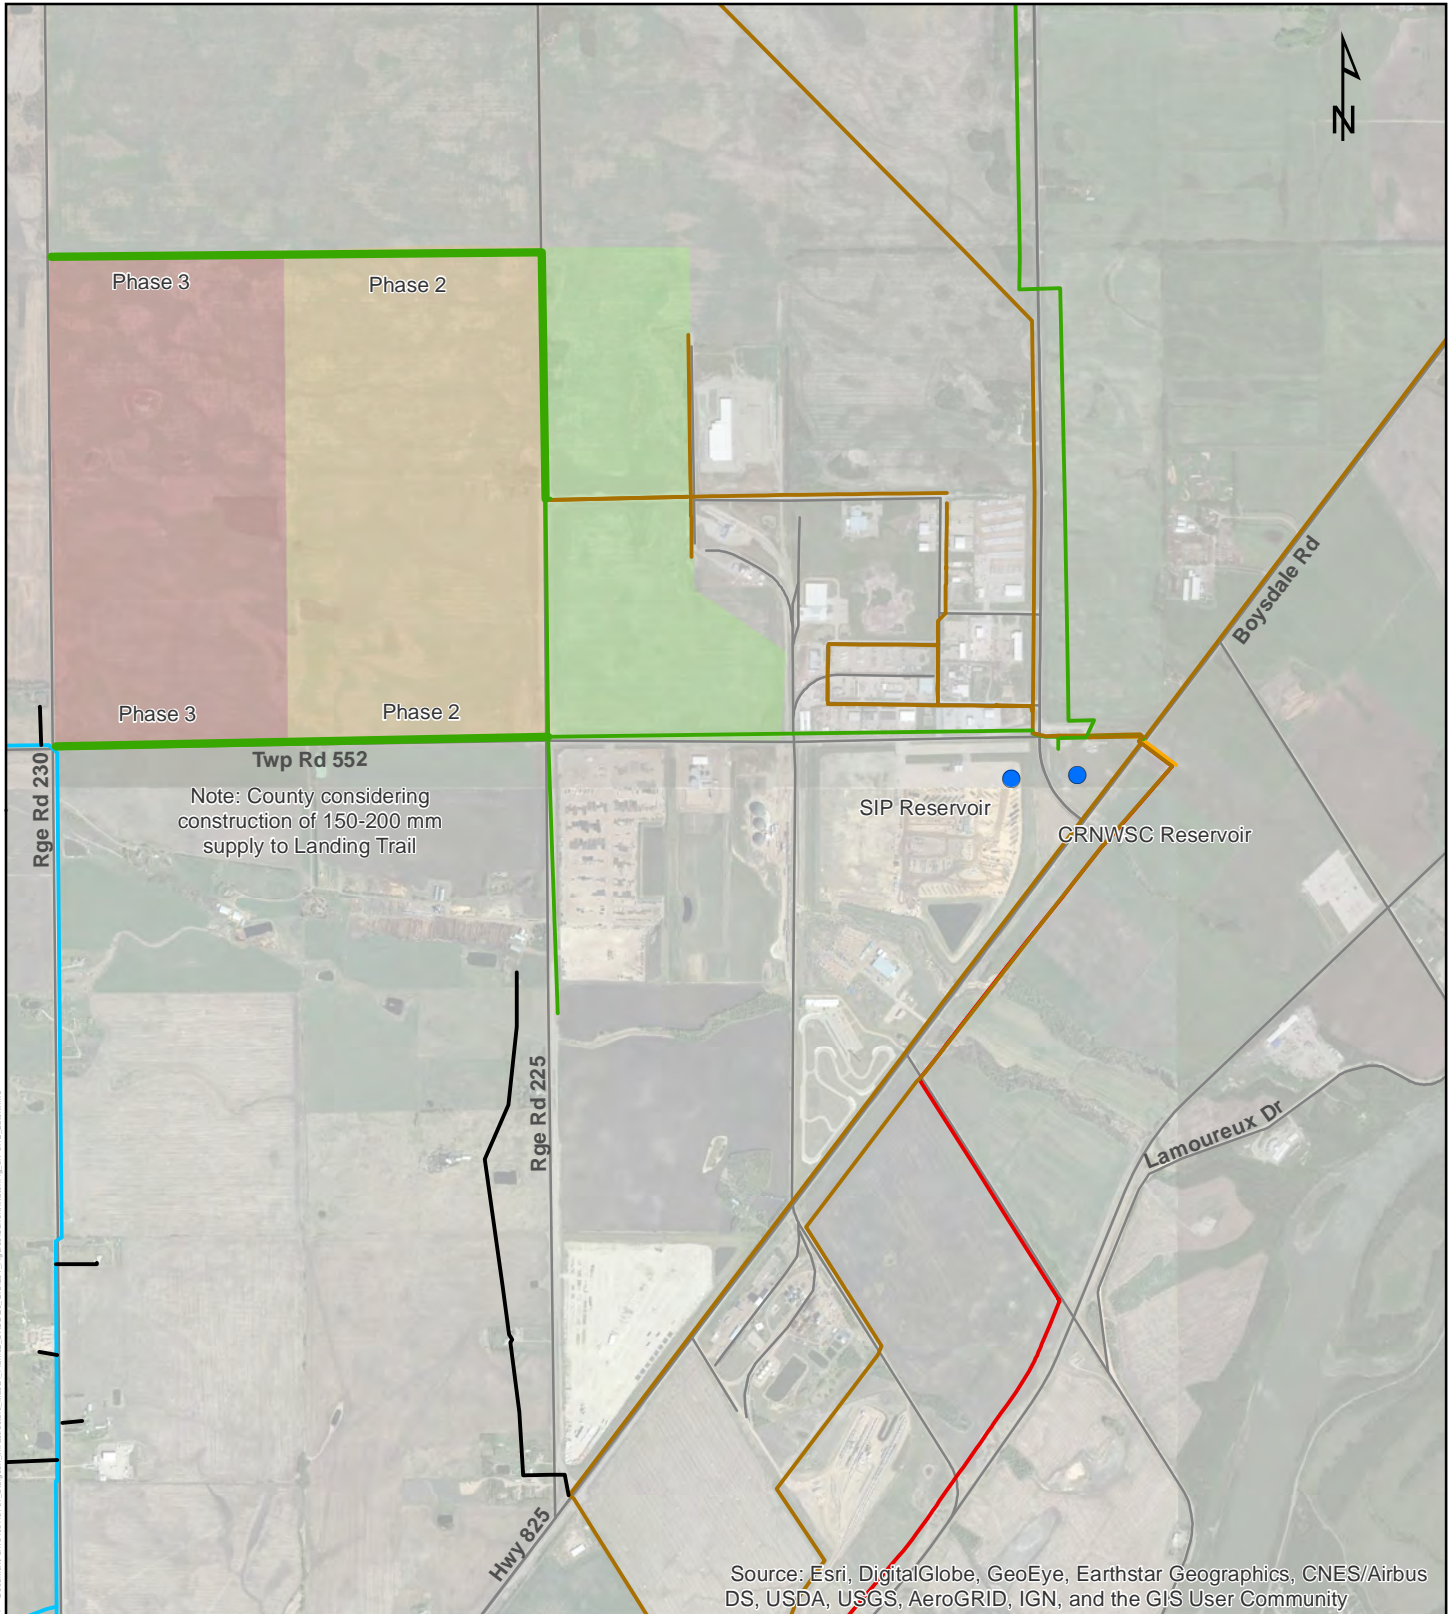 N
Phase 3
Phase 2
Boysdale Rd
Phase 3
Phase 2
Twp Rd 552
Rge Rd 230
Note: County considering
construction of 150-200 mm
supply to Landing Trail
SIP Reservoir
CRNWSC Reservoir
Rge Rd 225
Lamoureux Dr
Hwy 825
Source: Esri, DigitalGlobe, GeoEye, Earthstar Geographics, CNES/Airbus
DS, USDA, USGS, AeroGRID, IGN, and the GIS User Community